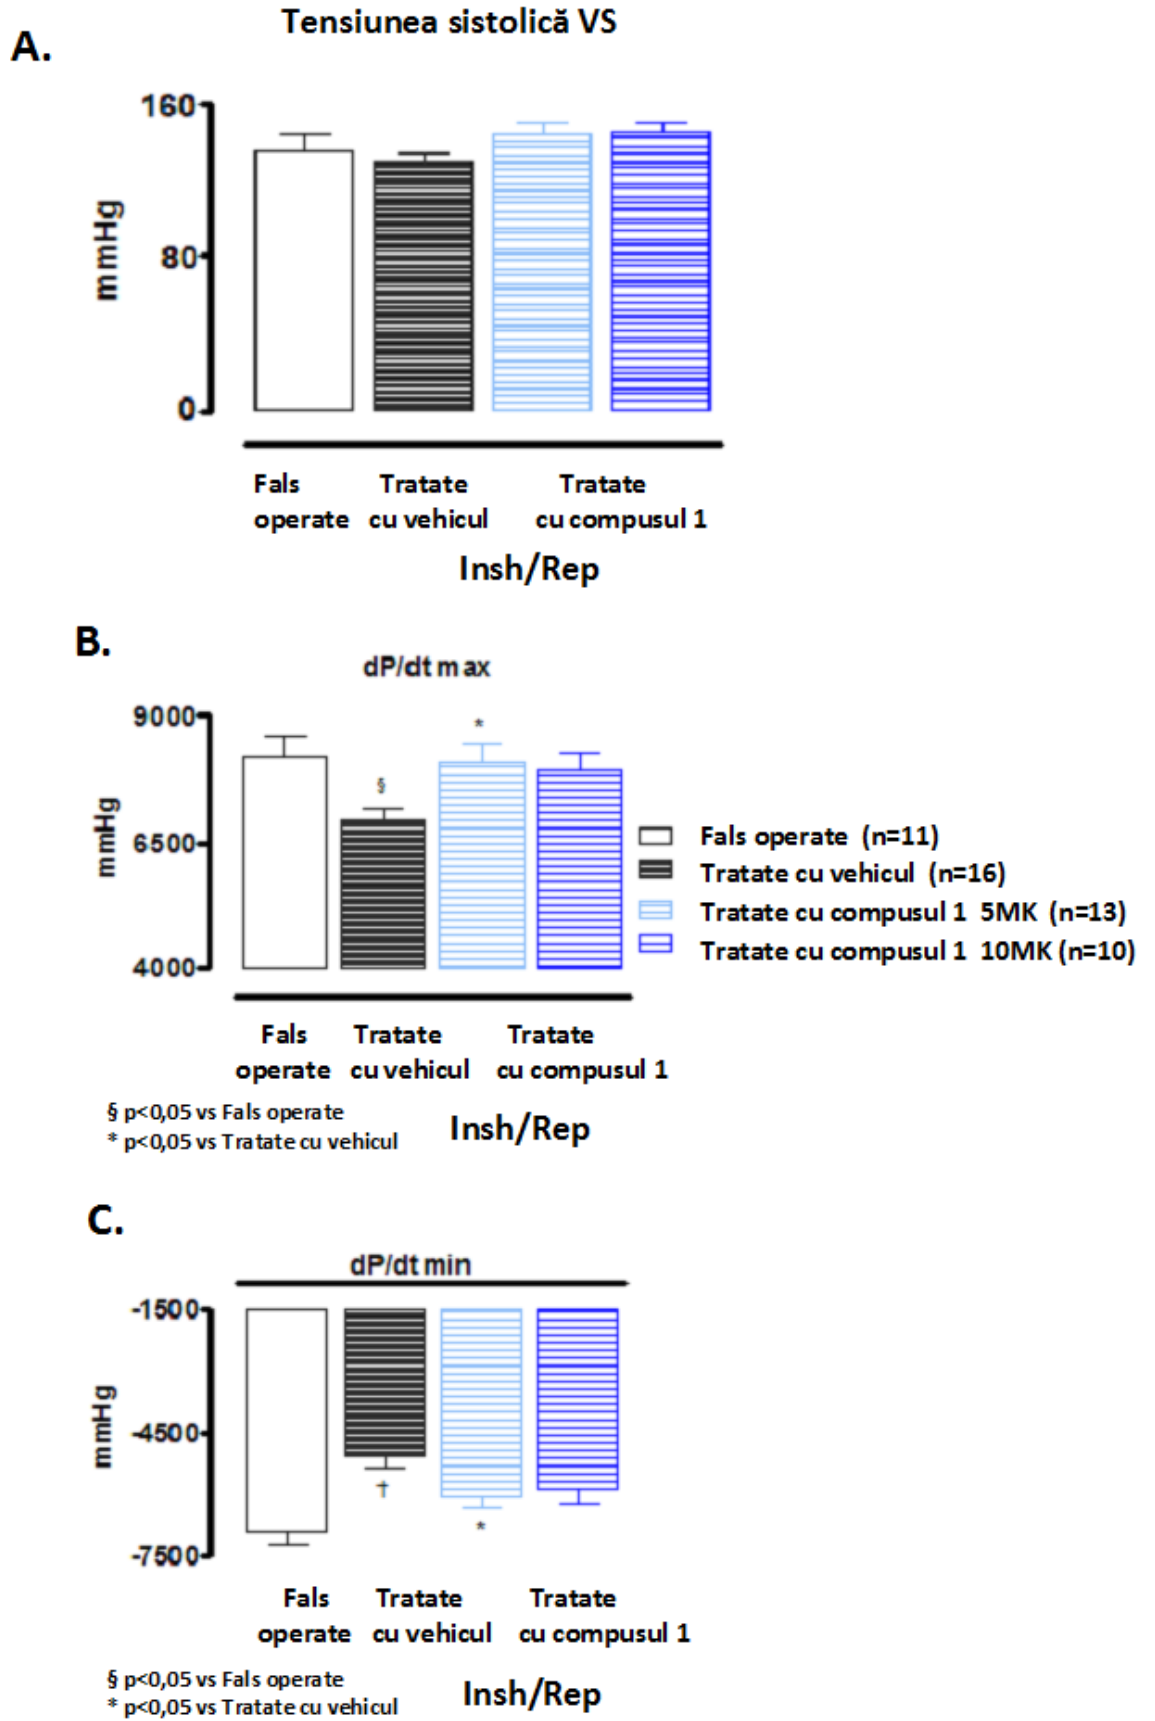 Tensiunea sistolică VS
A.
160
80
0
mmHg
Fals Tratate Tratate
operate cu vehicul cu compusul 1
Insh/Rep
B.
dP/dt max
9000
6500
4000
mmHg
§
*
Fals operate (n=11)
Tratate cu vehicul (n=16)
Tratate cu compusul 1 5MK (n=13)
Tratate cu compusul 1 10MK (n=10)
Fals Tratate Tratate
operate cu vehicul cu compusul 1
§ p<0,05 vs Fals operate
* p<0,05 vs Tratate cu vehicul
Insh/Rep
C.
dP/dt min
-1500
-4500
-7500
mmHg
†
*
Fals Tratate Tratate
operate cu vehicul cu compusul 1
§ p<0,05 vs Fals operate
* p<0,05 vs Tratate cu vehicul
Insh/Rep